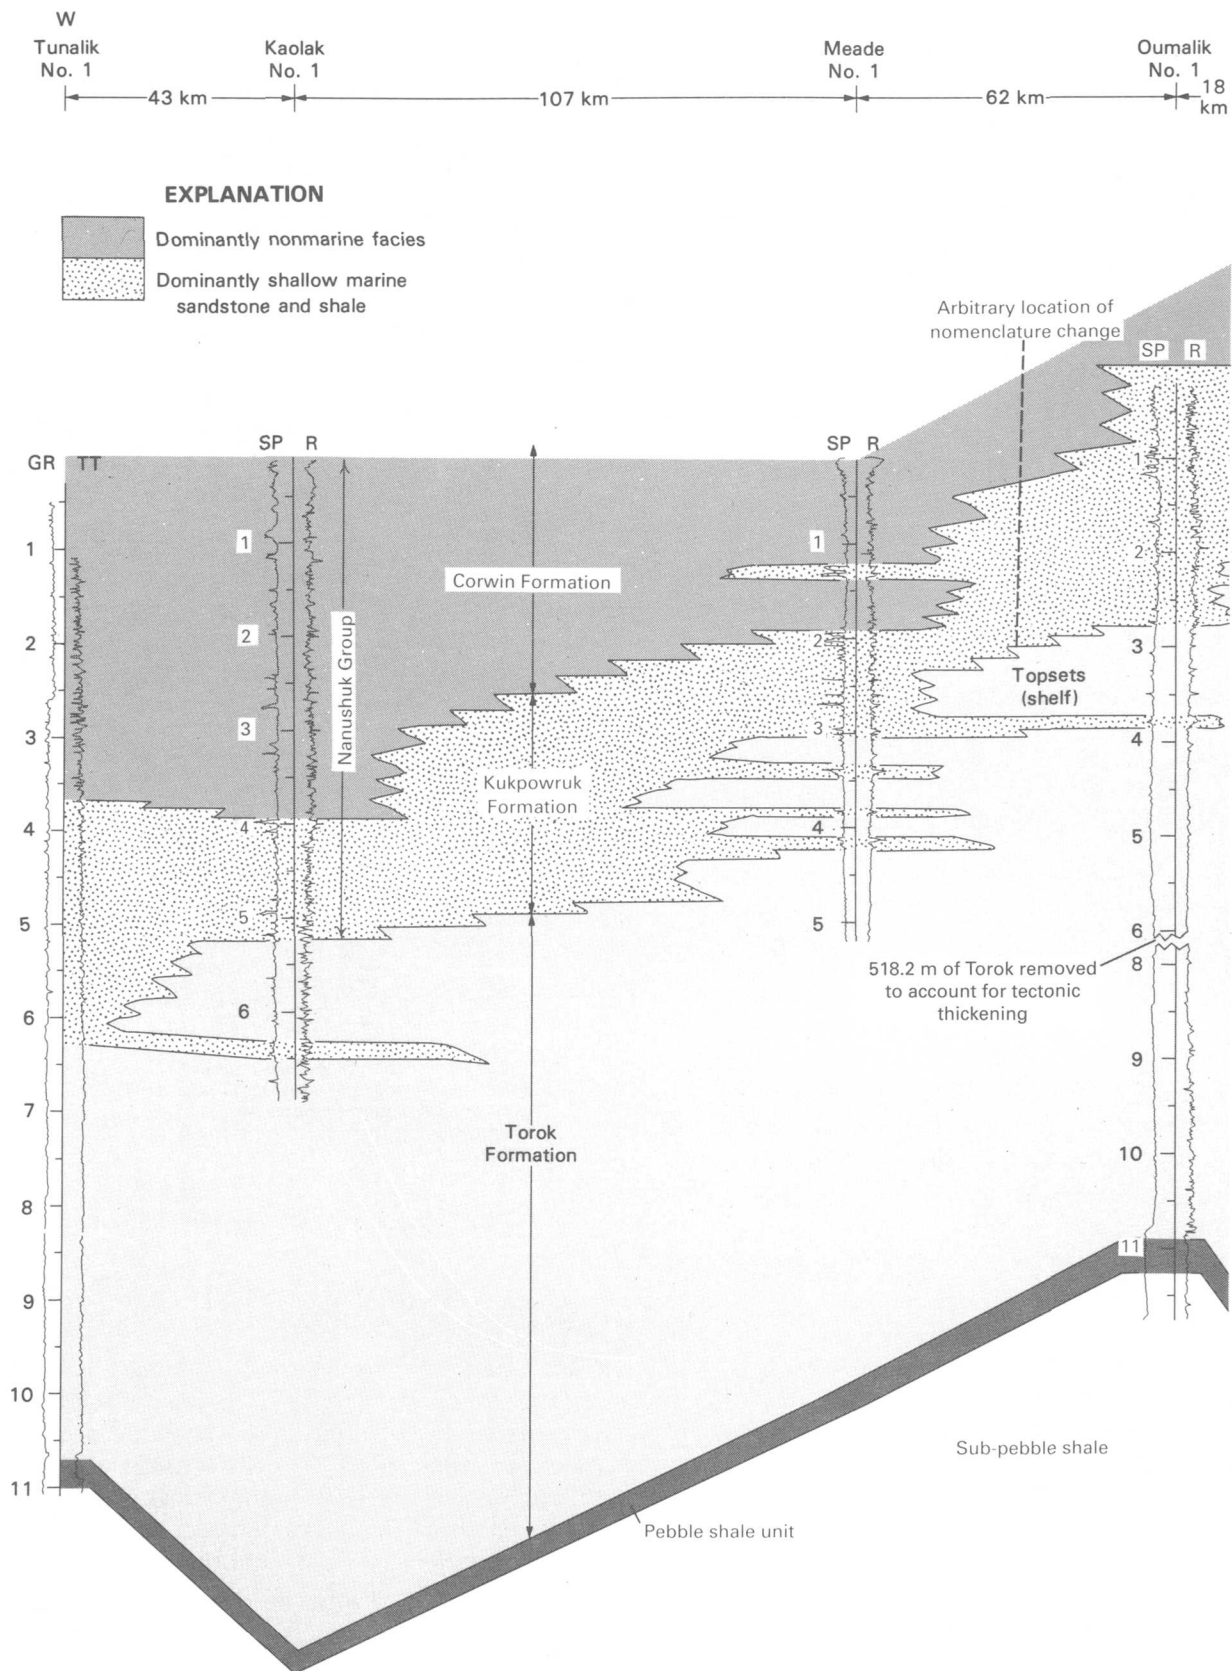 W
Tunalik
No. 1
Kaolak
No. 1
Meade
No. 1
Oumalik
No. 1
43 km
107 km
62 km
18
km
EXPLANATION
Dominantly nonmarine facies
Dominantly shallow marine
sandstone and shale
Arbitrary location of
nomenclature change
SP R
GR TT
SP R
SP R
1
2
3
4
5
6
7
8
9
10
11
1
2
3
4
5
6
Nanushuk Group
Corwin Formation
Kukpowruk
Formation
Torok
Formation
1
2
3
4
5
Topsets
(shelf)
1
2
3
4
5
6
8
9
10
11
518.2 m of Torok removed
to account for tectonic
thickening
Sub-pebble shale
Pebble shale unit